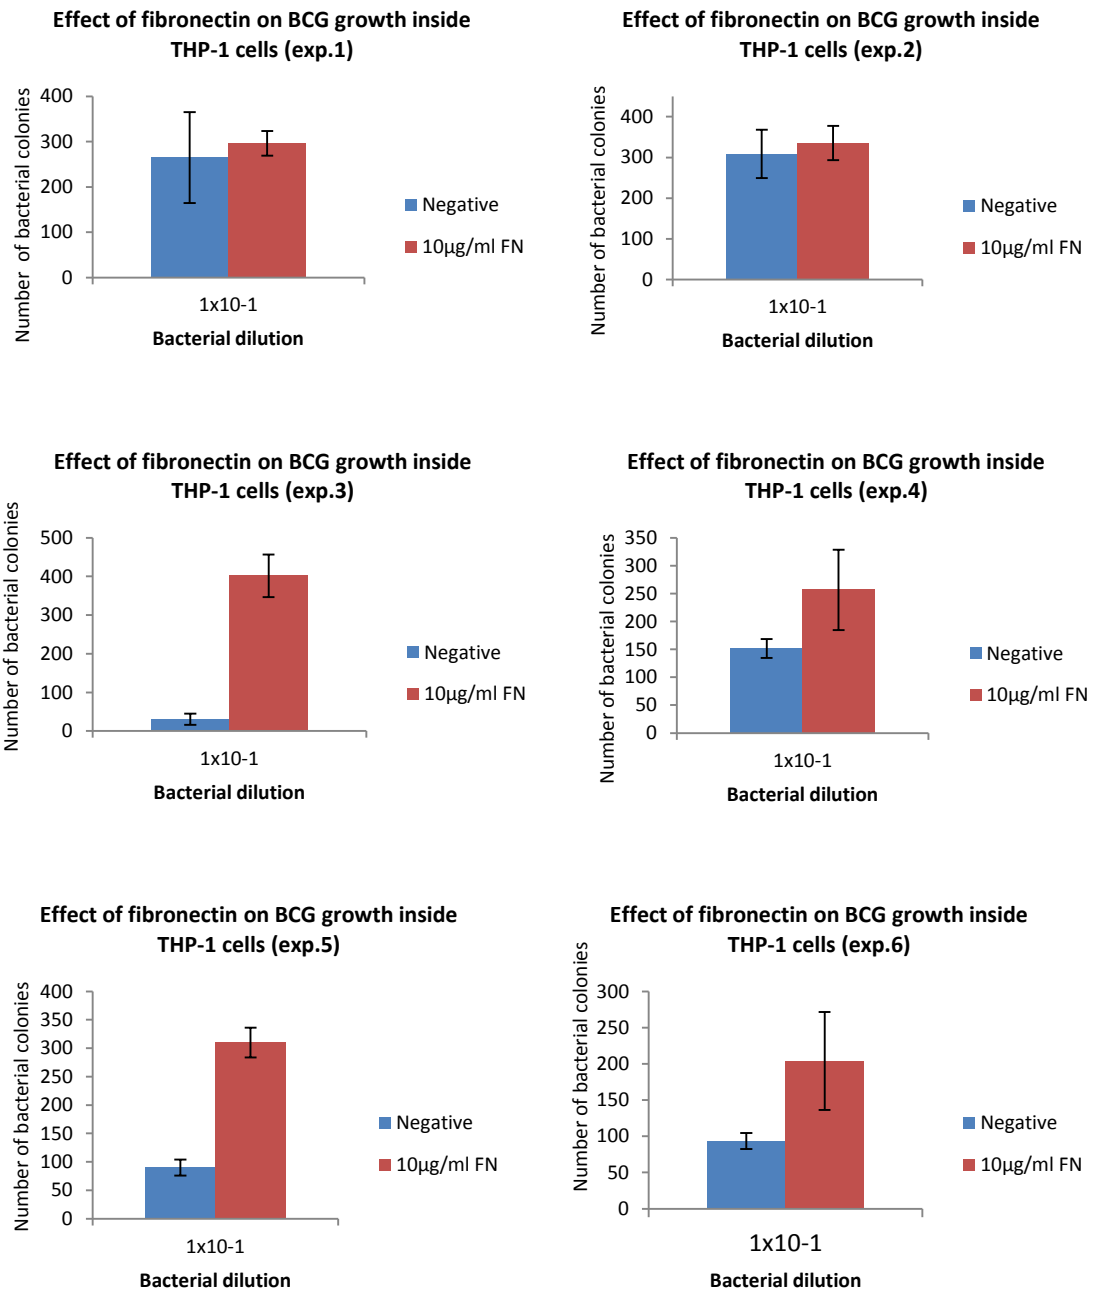 Effect of fibronectin on BCG growth inside
THP-1 cells (exp.1)
Number of bacterial colonies
400
300
200
100
0
1x10-1
Bacterial dilution
Negative
10µg/ml FN
Effect of fibronectin on BCG growth inside
THP-1 cells (exp.2)
Number of bacterial colonies
400
300
200
100
0
1x10-1
Bacterial dilution
Negative
10µg/ml FN
Effect of fibronectin on BCG growth inside
THP-1 cells (exp.3)
Number of bacterial colonies
500
400
300
200
100
0
1x10-1
Bacterial dilution
Negative
10µg/ml FN
Effect of fibronectin on BCG growth inside
THP-1 cells (exp.4)
Number of bacterial colonies
350
300
250
200
150
100
50
0
1x10-1
Bacterial dilution
Negative
10µg/ml FN
Effect of fibronectin on BCG growth inside
THP-1 cells (exp.5)
Number of bacterial colonies
400
350
300
250
200
150
100
50
0
1x10-1
Bacterial dilution
Negative
10µg/ml FN
Effect of fibronectin on BCG growth inside
THP-1 cells (exp.6)
Number of bacterial colonies
300
250
200
150
100
50
0
1x10-1
Bacterial dilution
Negative
10µg/ml FN